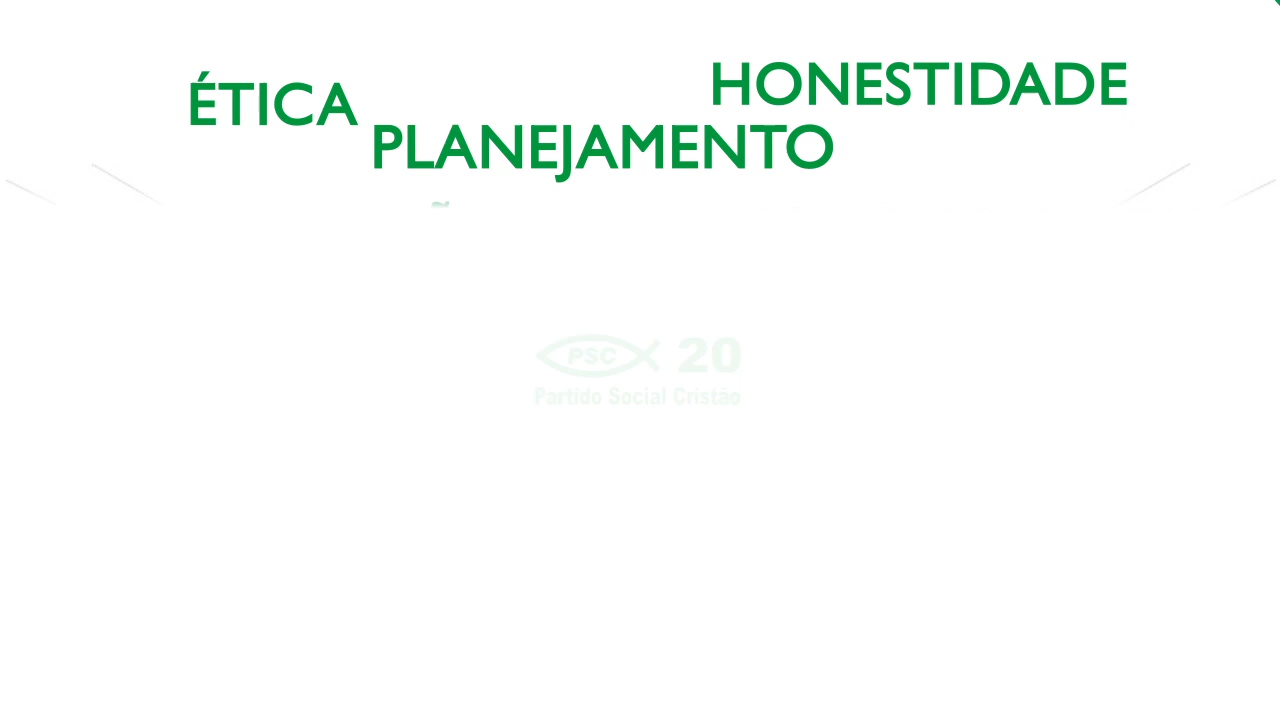 HONESTIDADE
ÉTICA
PLANEJAMENTO
PSC 20
Partido Social Cristão